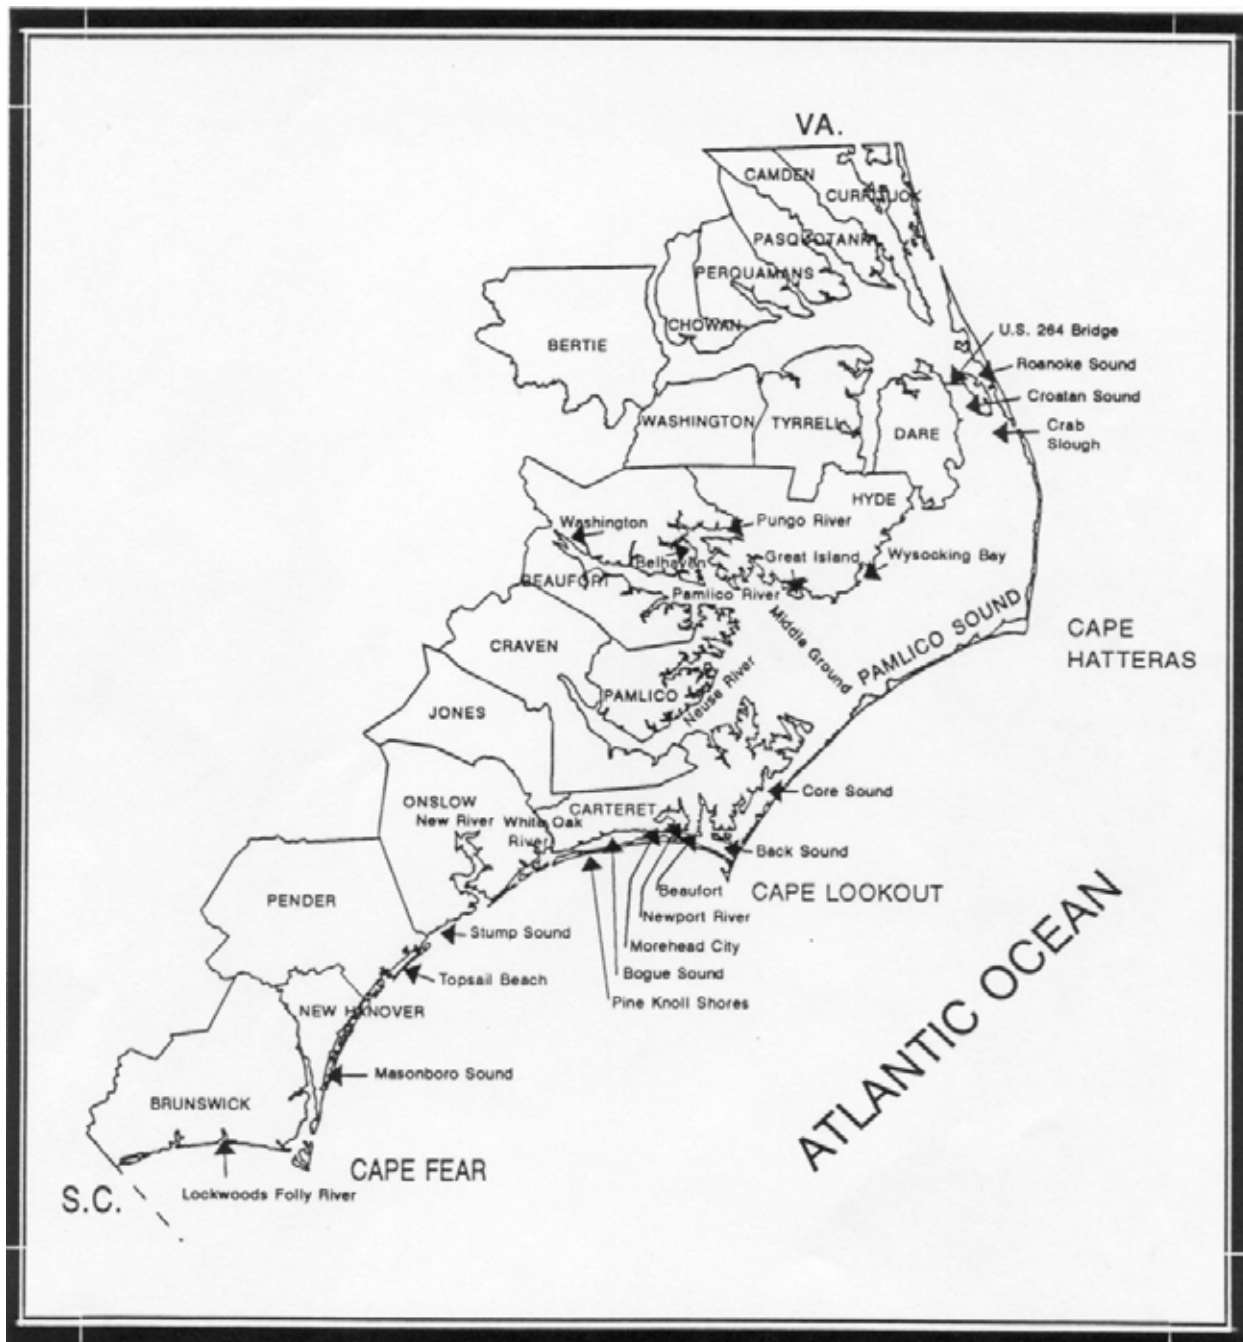 VA.
CAMDEN
CURRITUCK
PASQUOTANK
PERQUAMANS
CHOWAN
BERTIE
U.S. 264 Bridge
Roanoke Sound
Croatan Sound
Crab
Slough
WASHINGTON
TYRRELL
DARE
HYDE
Washington
Pungo River
Belhaven
Great Island
Wysocking Bay
BEAUFORT
Pamlico River
Middle Ground
PAMLICO SOUND
CAPE
HATTERAS
CRAVEN
PAMLICO
Neuse River
JONES
ONSLOW
New River
White Oak
River
CARTERET
Core Sound
Back Sound
CAPE LOOKOUT
Beaufort
Newport River
Morehead City
Bogue Sound
Pine Knoll Shores
PENDER
Stump Sound
Topsail Beach
NEW HANOVER
Masonboro Sound
BRUNSWICK
CAPE FEAR
Lockwoods Folly River
S.C.
ATLANTIC OCEAN